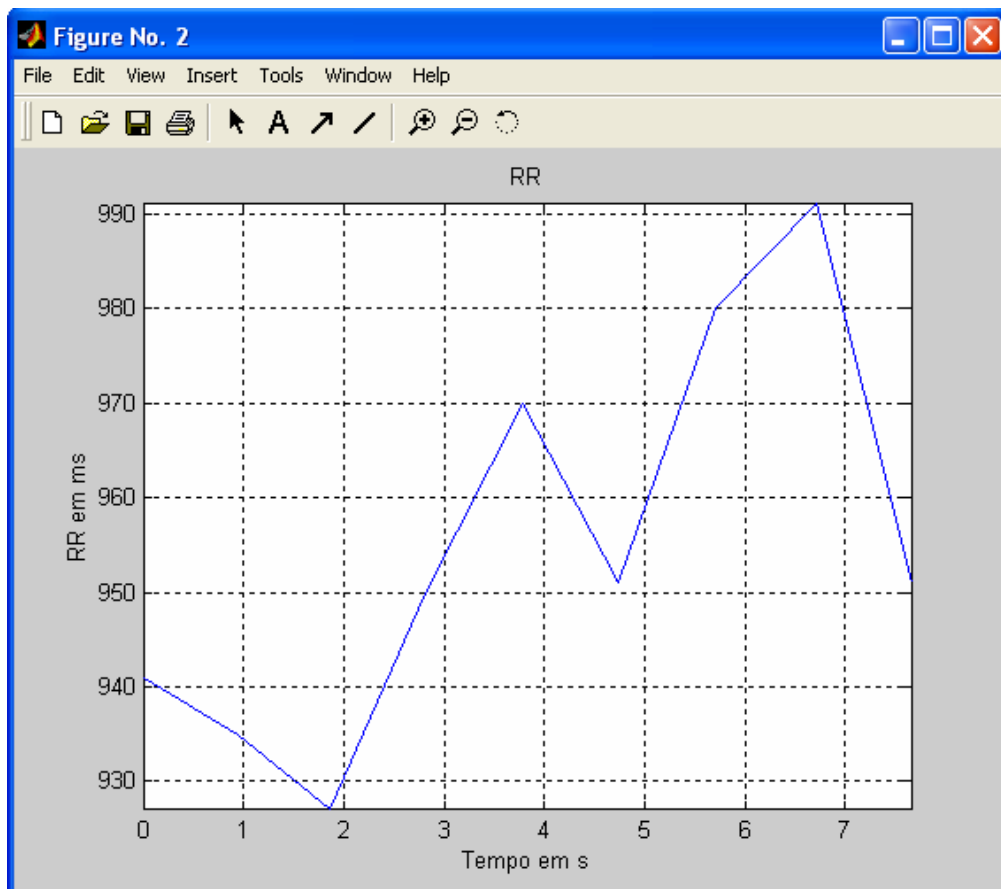 Figure No. 2
File Edit View Insert Tools Window Help
A
RR
990
980
970
960
950
940
930
RR em ms
0 1 2 3 4 5 6 7
Tempo em s